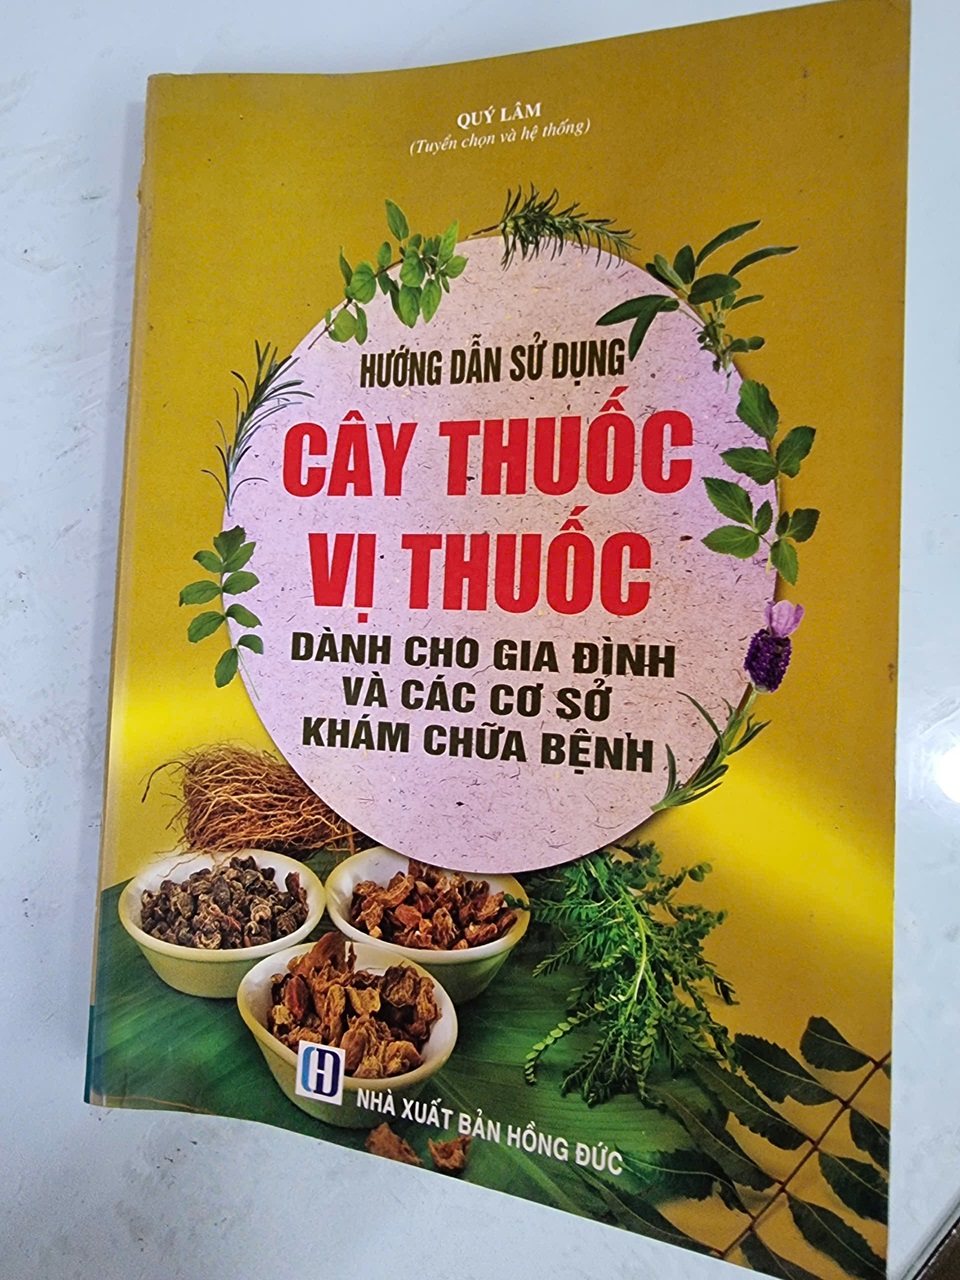 QUÝ LÂM
(Tuyển chọn và hệ thống)
HƯỚNG DẪN SỬ DỤNG
CÂY THUỐC
VỊ THUỐC
DÀNH CHO GIA ĐÌNH
VÀ CÁC CƠ SỞ
KHÁM CHỮA BỆNH
HD
NHÀ XUẤT BẢN HỒNG ĐỨC